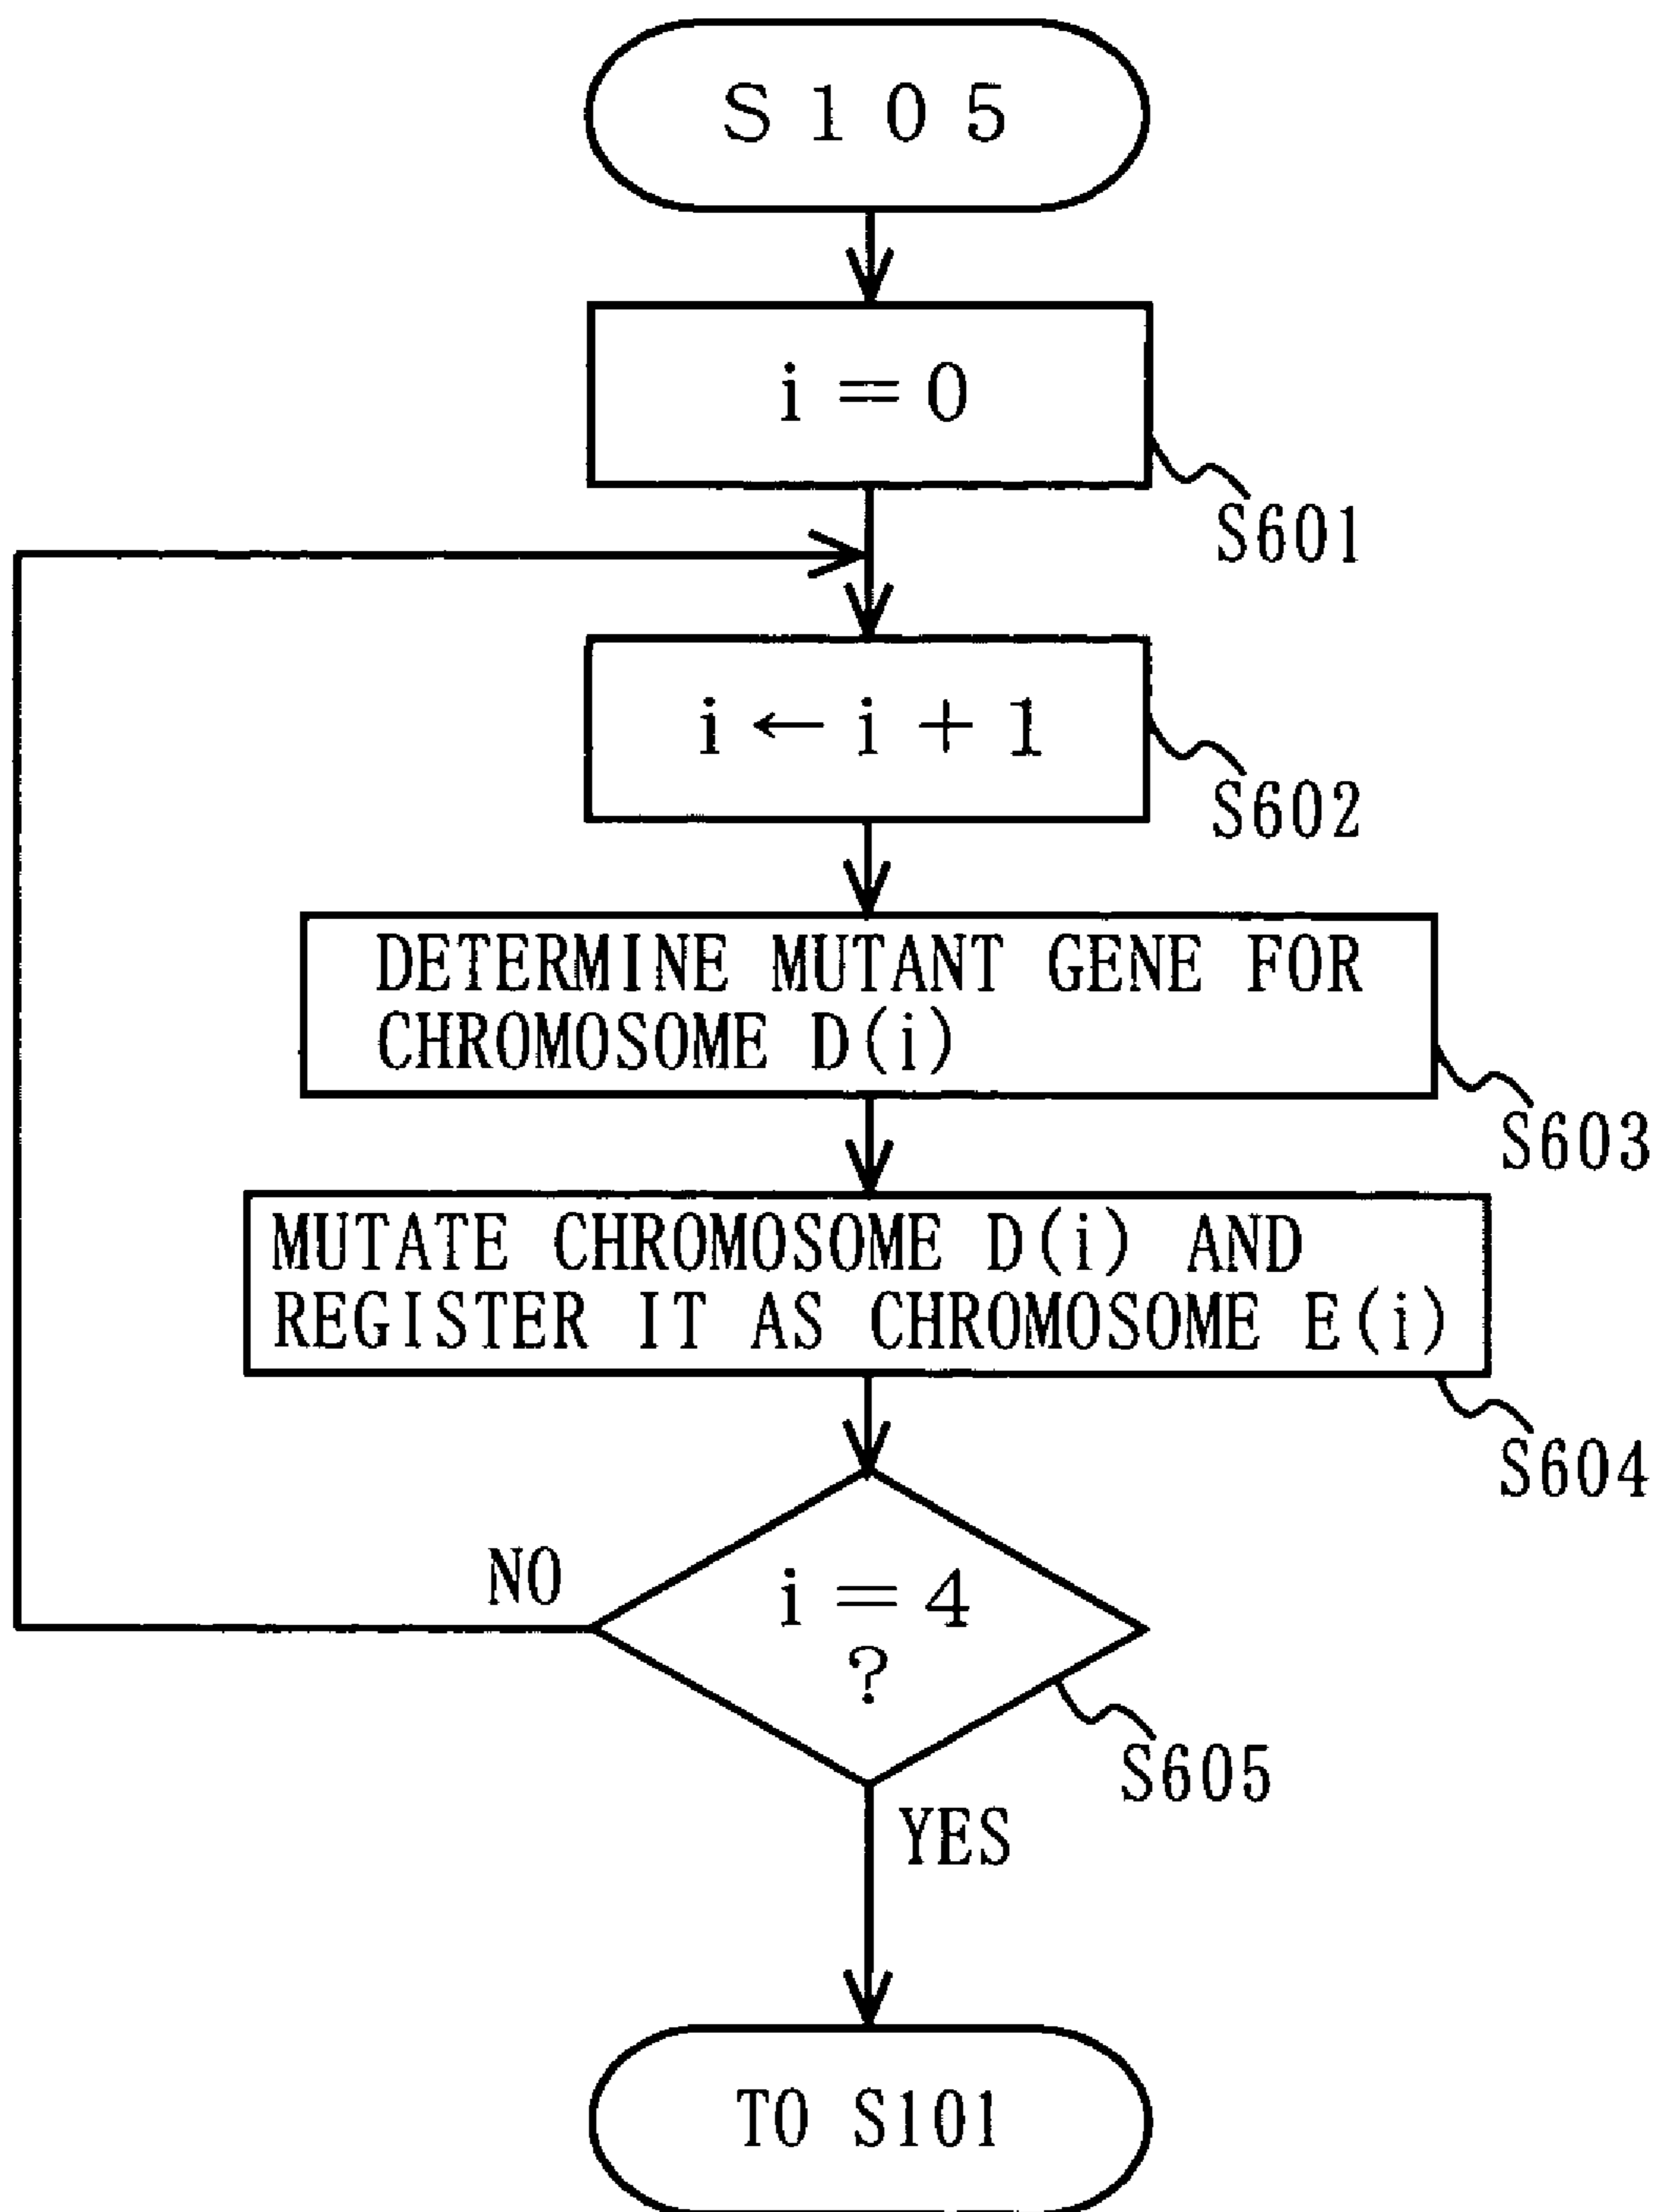 S105
i=0
S601
i←i+1
S602
DETERMINE MUTANT GENE FOR
CHROMOSOME D(i)
S603
MUTATE CHROMOSOME D(i) AND
REGISTER IT AS CHROMOSOME E(i)
S604
NO
i=4
?
S605
YES
TO S101